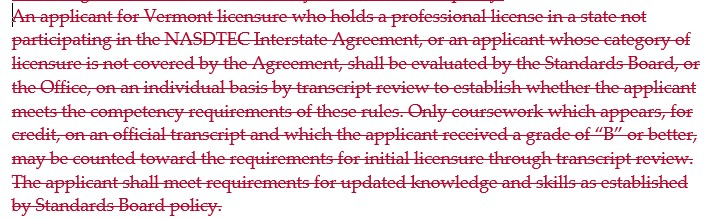 An applicant for Vermont licensure who holds a professional license in a state not
participating in the NASDTEC Interstate Agreement, or an applicant whose category of
licensure is not covered by the Agreement, shall be evaluated by the Standards Board, or
the Office, on an individual basis by transcript review to establish whether the applicant
meets the competency requirements of these rules. Only coursework which appears, for
credit, on an official transcript and which the applicant received a grade of “B” or better,
may be counted toward the requirements for initial licensure through transcript review.
The applicant shall meet requirements for updated knowledge and skills as established
by Standards Board policy.